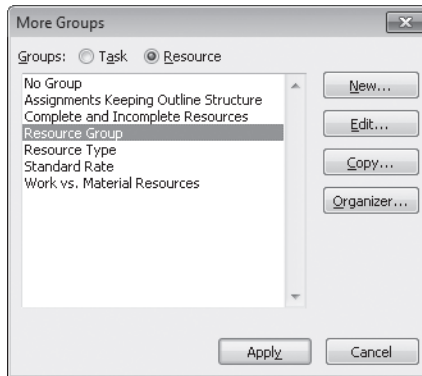 More Groups
Groups: Task Resource
No Group
Assignments Keeping Outline Structure
Complete and Incomplete Resources
Resource Group
Resource Type
Standard Rate
Work vs. Material Resources
New...
Edit...
Copy...
Organizer...
Apply Cancel